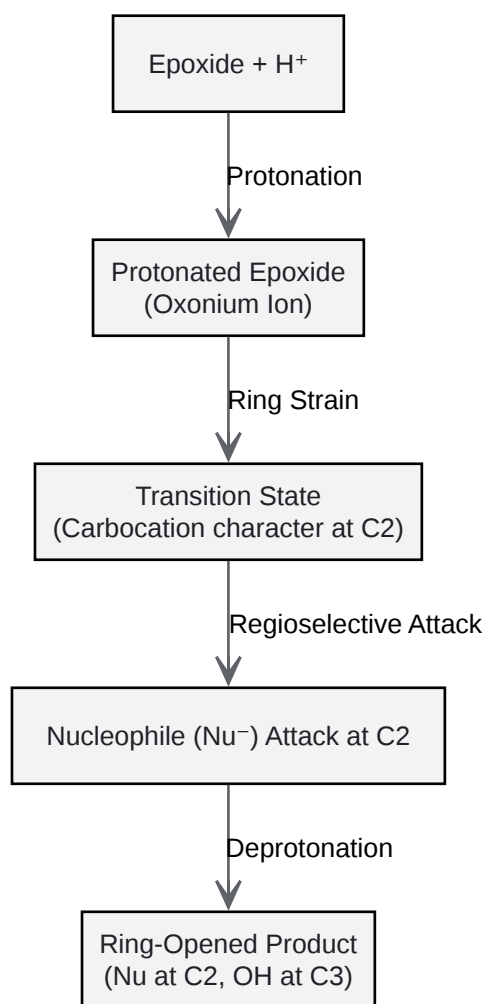 Epoxide + H⁺
Protonation
Protonated Epoxide
(Oxonium Ion)
Ring Strain
Transition State
(Carbocation character at C2)
Regioselective Attack
Nucleophile (Nu⁻) Attack at C2
Deprotonation
Ring-Opened Product
(Nu at C2, OH at C3)